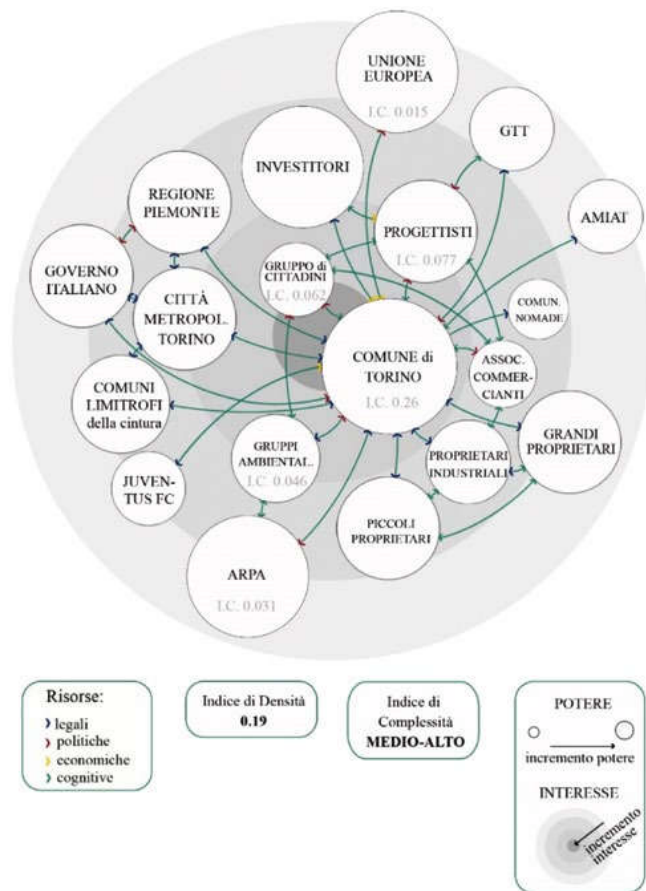 UNIONE
EUROPEA
I.C. 0.015
GTT
INVESTITORI
REGIONE
PIEMONTE
AMIAT
PROGETTISTI
I.C. 0.077
GRUPPO di
CITTADINI
I.C. 0.062
GOVERNO
ITALIANO
CITTÀ
METROPOL.
TORINO
COMUN.
NOMADE
COMUNE di
TORINO
I.C. 0.26
ASSOC.
COMMER-
CIANTI
COMUNI
LIMITROFI
della cintura
GRANDI
PROPRIETARI
GRUPPI
AMBIENTAL.
I.C. 0.046
PROPRIETARI
INDUSTRIALI
JUVEN-
TUS FC
PICCOLI
PROPRIETARI
ARPA
I.C. 0.031
Risorse:
legali
politiche
economiche
cognitive
Indice di Densità
0.19
Indice di
Complessità
MEDIO-ALTO
POTERE
incremento potere
INTERESSE
incremento
interesse